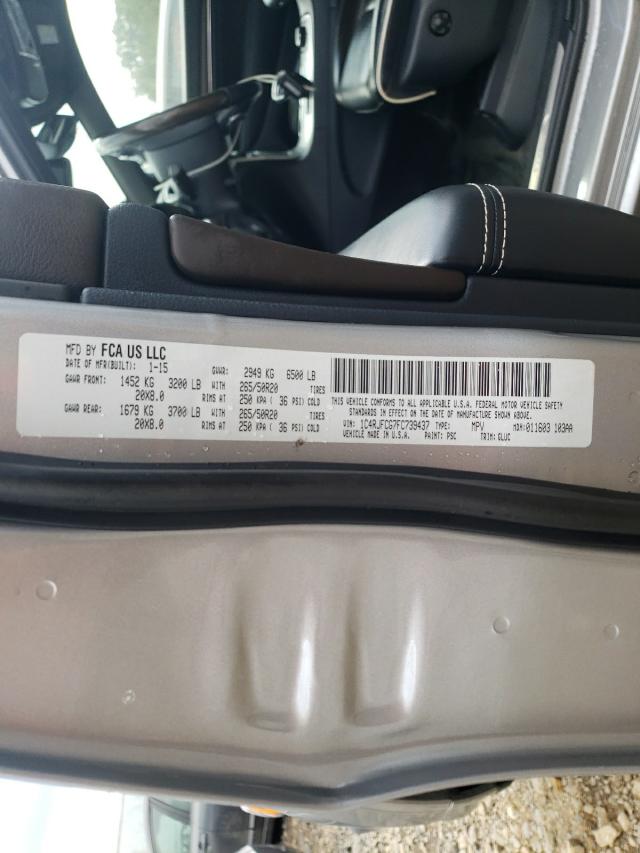 MFD BY FCA US LLC
DATE OF MFR(BUILT): 1-15 GVWR: 2949 KG 6500 LB
GAWR FRONT: 1452 KG 3200 LB WITH 265/50R20 TIRES
20X8.0 RIMS AT 250 KPA ( 36 PSI) COLD
GAWR REAR: 1679 KG 3700 LB WITH 265/50R20 TIRES
20X8.0 RIMS AT 250 KPA ( 36 PSI) COLD
THIS VEHICLE CONFORMS TO ALL APPLICABLE U.S.A. FEDERAL MOTOR VEHICLE SAFETY
STANDARDS IN EFFECT ON THE DATE OF MANUFACTURE SHOWN ABOVE.
VIN: 1C4RJFCG7FC739437 TYPE: MPV MDH: 011603 103AA
VEHICLE MADE IN U.S.A. PAINT: PSC TRIM: GLUC